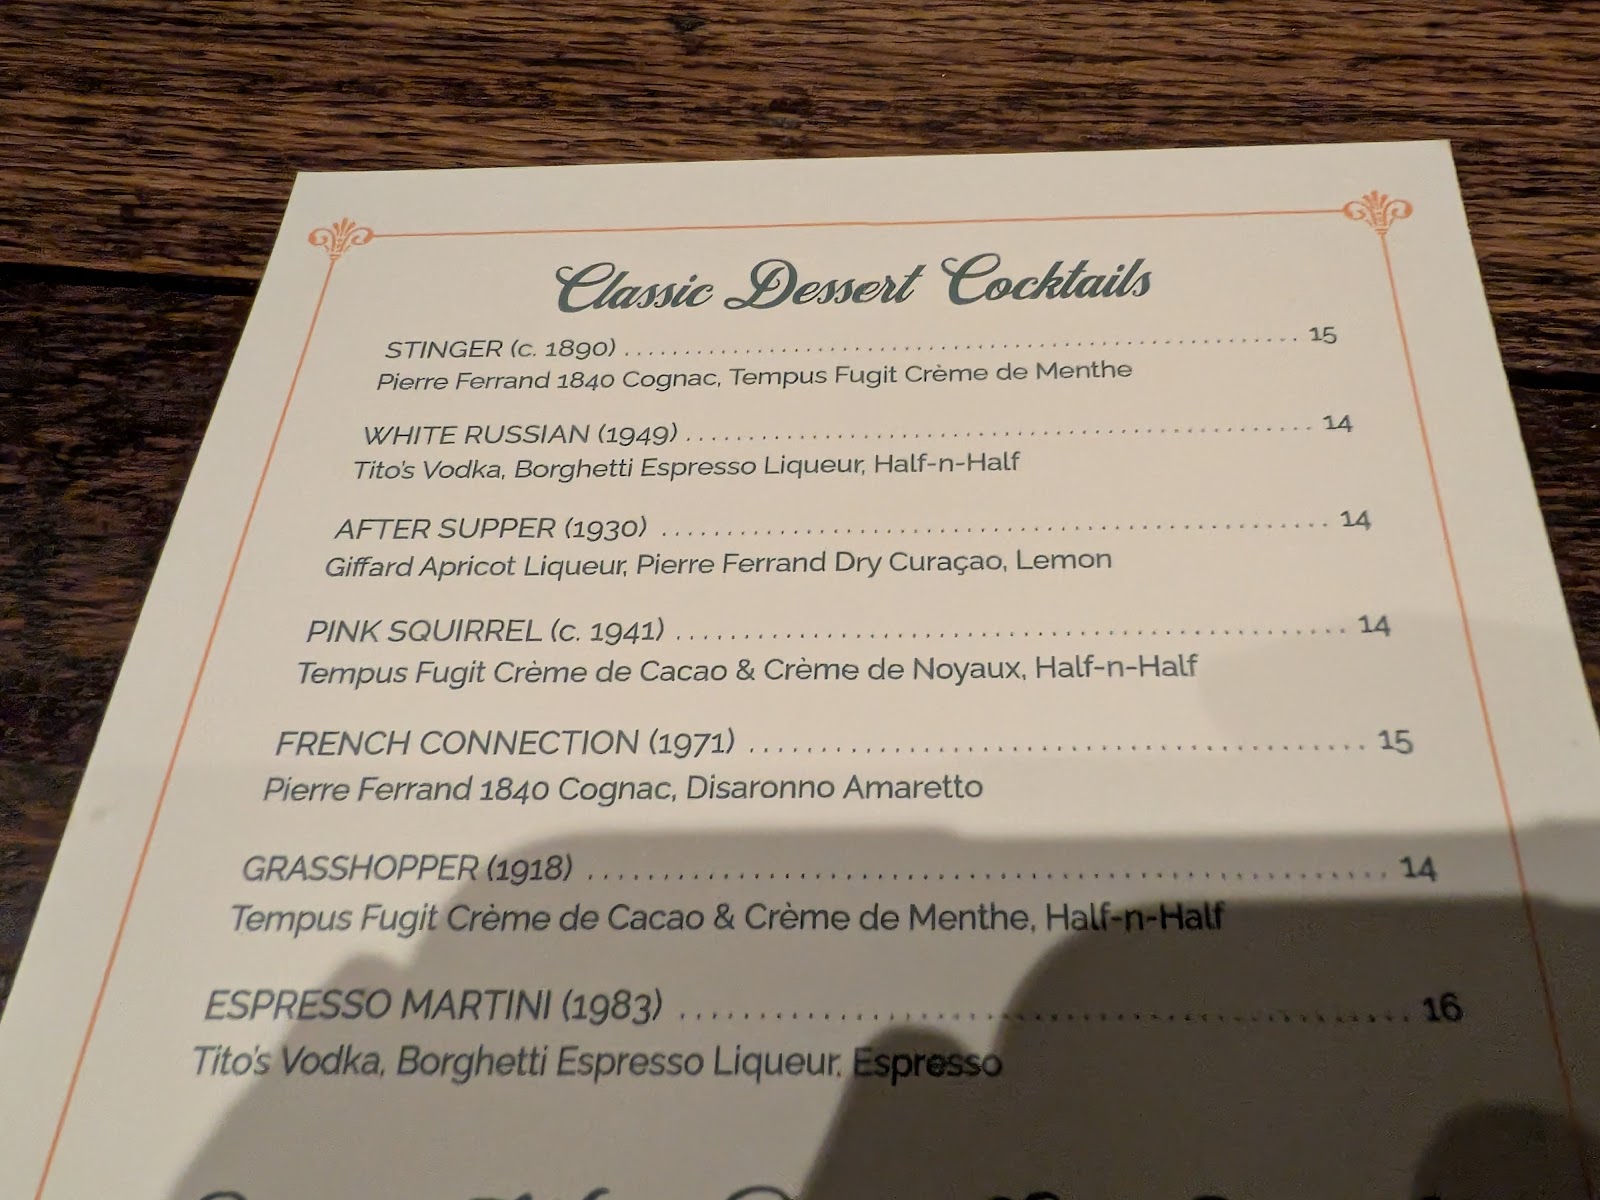 Classic Dessert Cocktails
STINGER (c. 1890) ........ 15
Pierre Ferrand 1840 Cognac, Tempus Fugit Crème de Menthe
WHITE RUSSIAN (1949) ........ 14
Tito's Vodka, Borghetti Espresso Liqueur, Half-n-Half
AFTER SUPPER (1930) ........ 14
Giffard Apricot Liqueur, Pierre Ferrand Dry Curaçao, Lemon
PINK SQUIRREL (c. 1941) ........ 14
Tempus Fugit Crème de Cacao & Crème de Noyaux, Half-n-Half
FRENCH CONNECTION (1971) ........ 15
Pierre Ferrand 1840 Cognac, Disaronno Amaretto
GRASSHOPPER (1918) ........ 14
Tempus Fugit Crème de Cacao & Crème de Menthe, Half-n-Half
ESPRESSO MARTINI (1983) ........ 16
Tito's Vodka, Borghetti Espresso Liqueur, Espresso